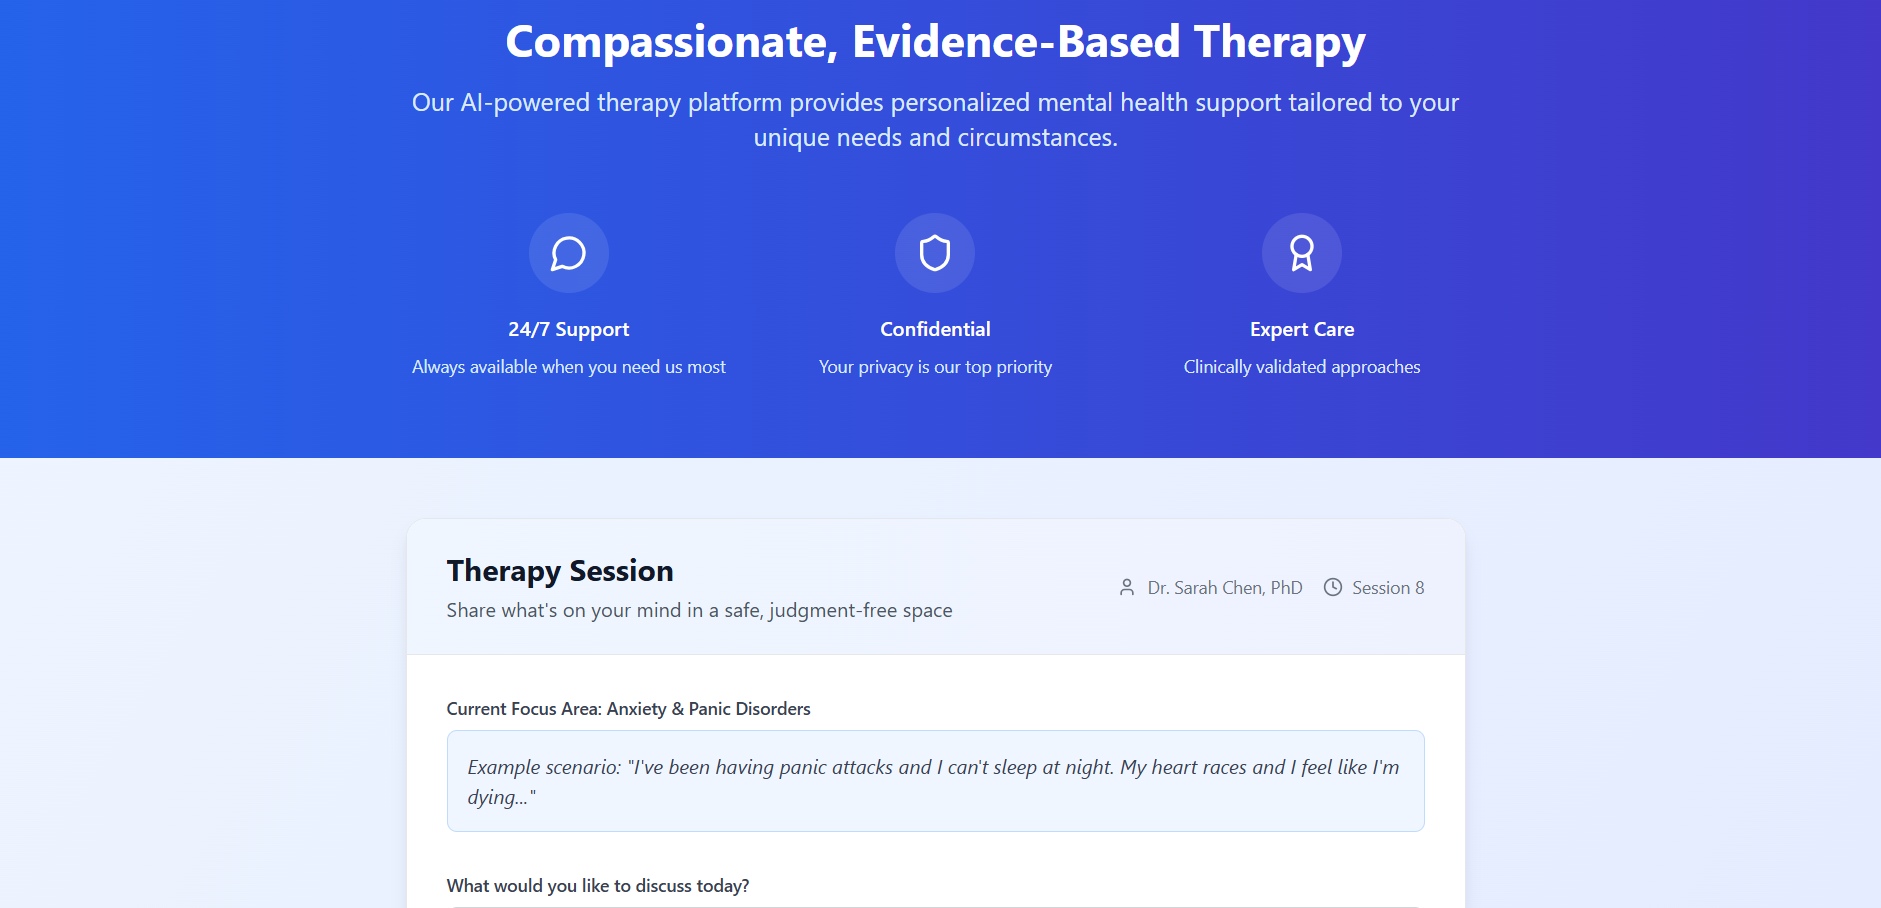 Compassionate, Evidence-Based Therapy
Our AI-powered therapy platform provides personalized mental health support tailored to your
unique needs and circumstances.
24/7 Support
Always available when you need us most
Confidential
Your privacy is our top priority
Expert Care
Clinically validated approaches
Therapy Session
Share what's on your mind in a safe, judgment-free space
Dr. Sarah Chen, PhD
Session 8
Current Focus Area: Anxiety & Panic Disorders
Example scenario: "I've been having panic attacks and I can't sleep at night. My heart races and I feel like I'm
dying..."
What would you like to discuss today?